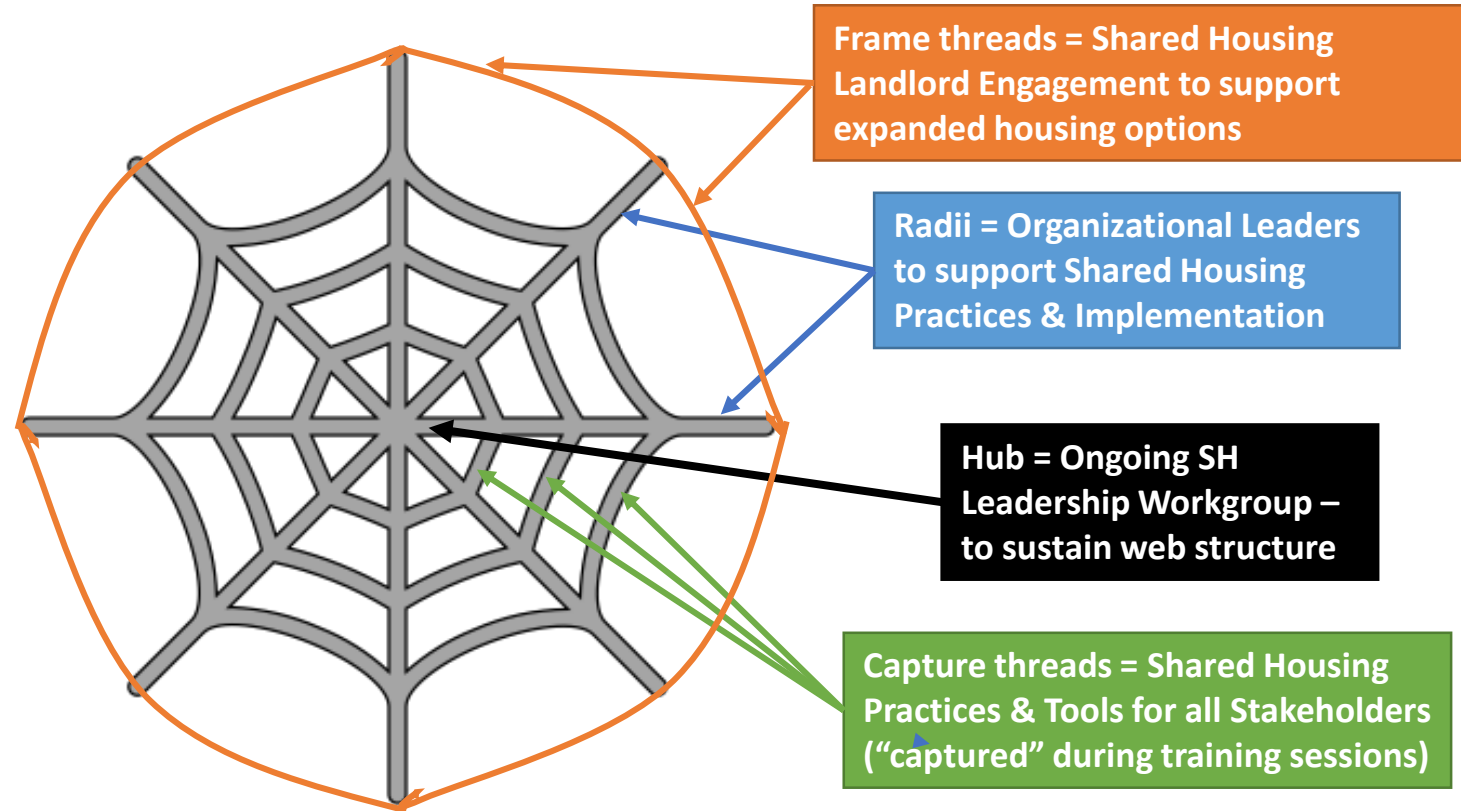 Frame threads = Shared Housing
Landlord Engagement to support
expanded housing options
Radii = Organizational Leaders
to support Shared Housing
Practices & Implementation
Hub = Ongoing SH
Leadership Workgroup –
to sustain web structure
Capture threads = Shared Housing
Practices & Tools for all Stakeholders
(“captured” during training sessions)